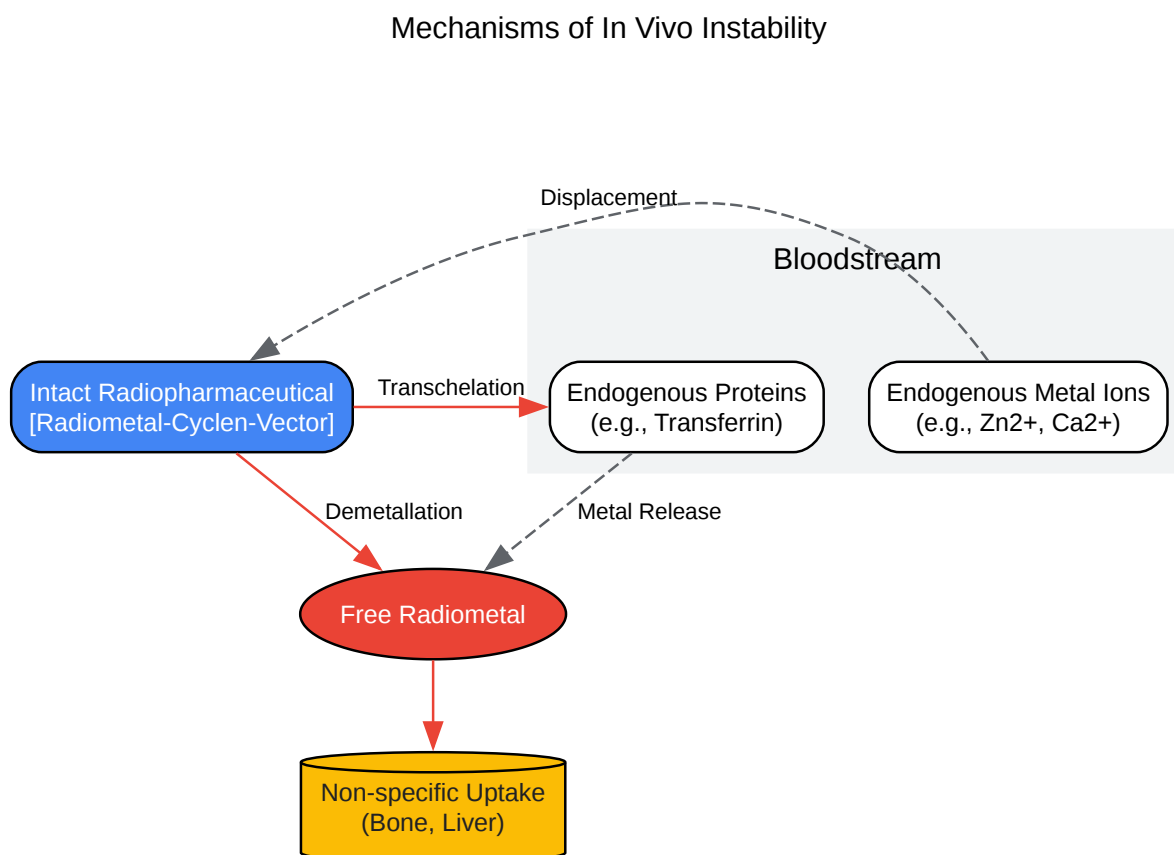 Mechanisms of In Vivo Instability
Displacement
Bloodstream
Intact Radiopharmaceutical
[Radiometal-Cyclen-Vector]
Transchelation
Endogenous Proteins
(e.g., Transferrin)
Endogenous Metal Ions
(e.g., Zn2+, Ca2+)
Demetallation
Metal Release
Free Radiometal
Non-specific Uptake
(Bone, Liver)